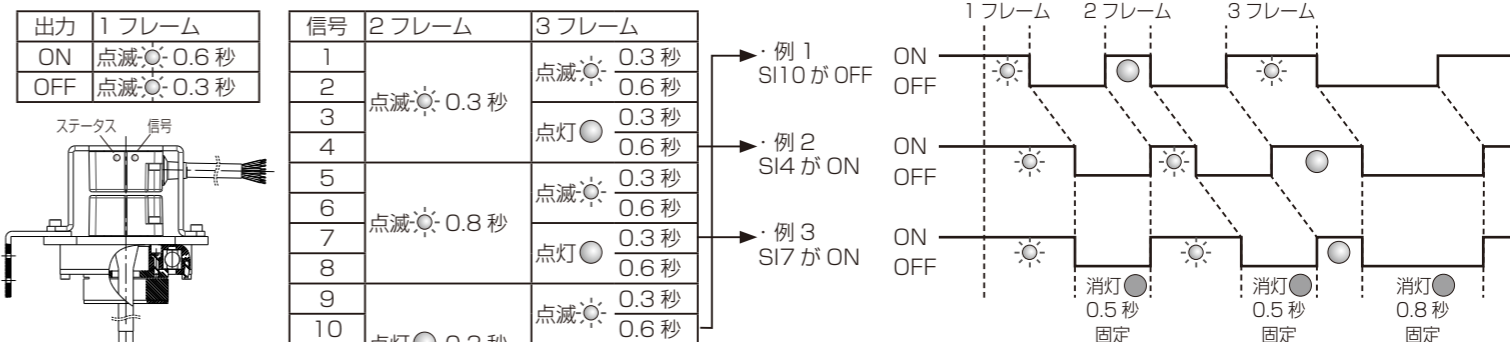 出力 1 フレーム
ON 点滅 0.6 秒
OFF 点滅 0.3 秒
ステータス 信号
信号 2 フレーム 3 フレーム
1
2
3
4
点滅 0.3 秒
点滅 0.3 秒
0.6 秒
点灯 0.3 秒
0.6 秒
5
6
7
8
点滅 0.8 秒
点滅 0.3 秒
0.6 秒
点灯 0.3 秒
0.6 秒
9
10
点灯 0.3 秒
点滅 0.3 秒
0.6 秒
・例 1
SI10 が OFF
・例 2
SI4 が ON
・例 3
SI7 が ON
1 フレーム 2 フレーム 3 フレーム
ON
OFF
ON
OFF
ON
OFF
消灯
0.5 秒
固定
消灯
0.5 秒
固定
消灯
0.8 秒
固定